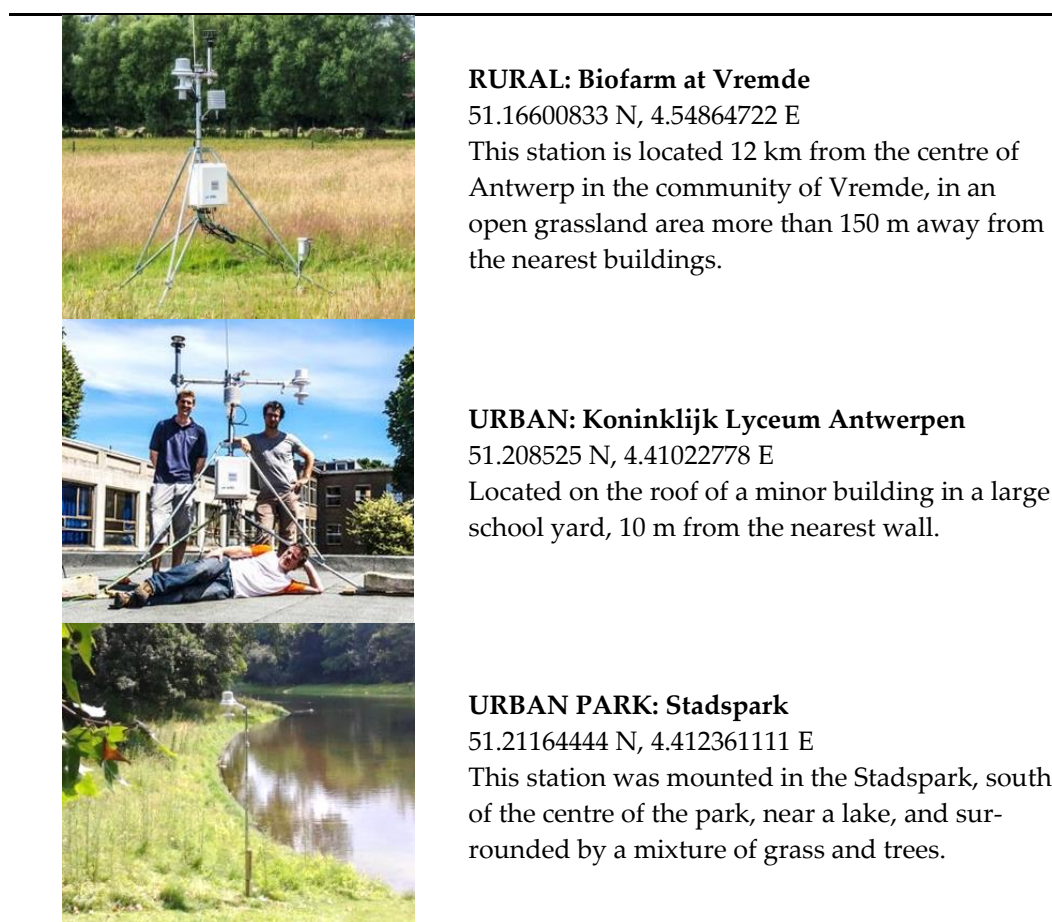 RURAL: Biofarm at Vremde
51.16600833 N, 4.54864722 E
This station is located 12 km from the centre of
Antwerp in the community of Vremde, in an
open grassland area more than 150 m away from
the nearest buildings.
URBAN: Koninklijk Lyceum Antwerpen
51.208525 N, 4.41022778 E
Located on the roof of a minor building in a large
school yard, 10 m from the nearest wall.
URBAN PARK: Stadspark
51.21164444 N, 4.412361111 E
This station was mounted in the Stadspark, south
of the centre of the park, near a lake, and sur-
rounded by a mixture of grass and trees.